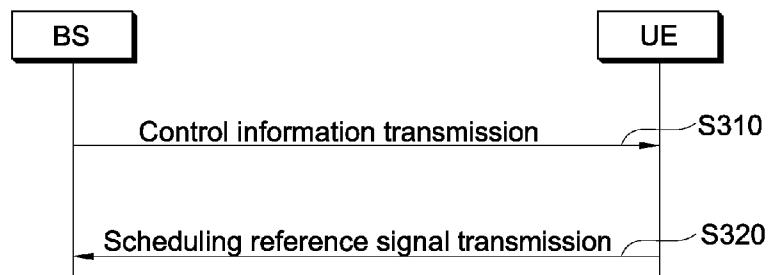 BS
UE
Control information transmission
S310
Scheduling reference signal transmission
S320